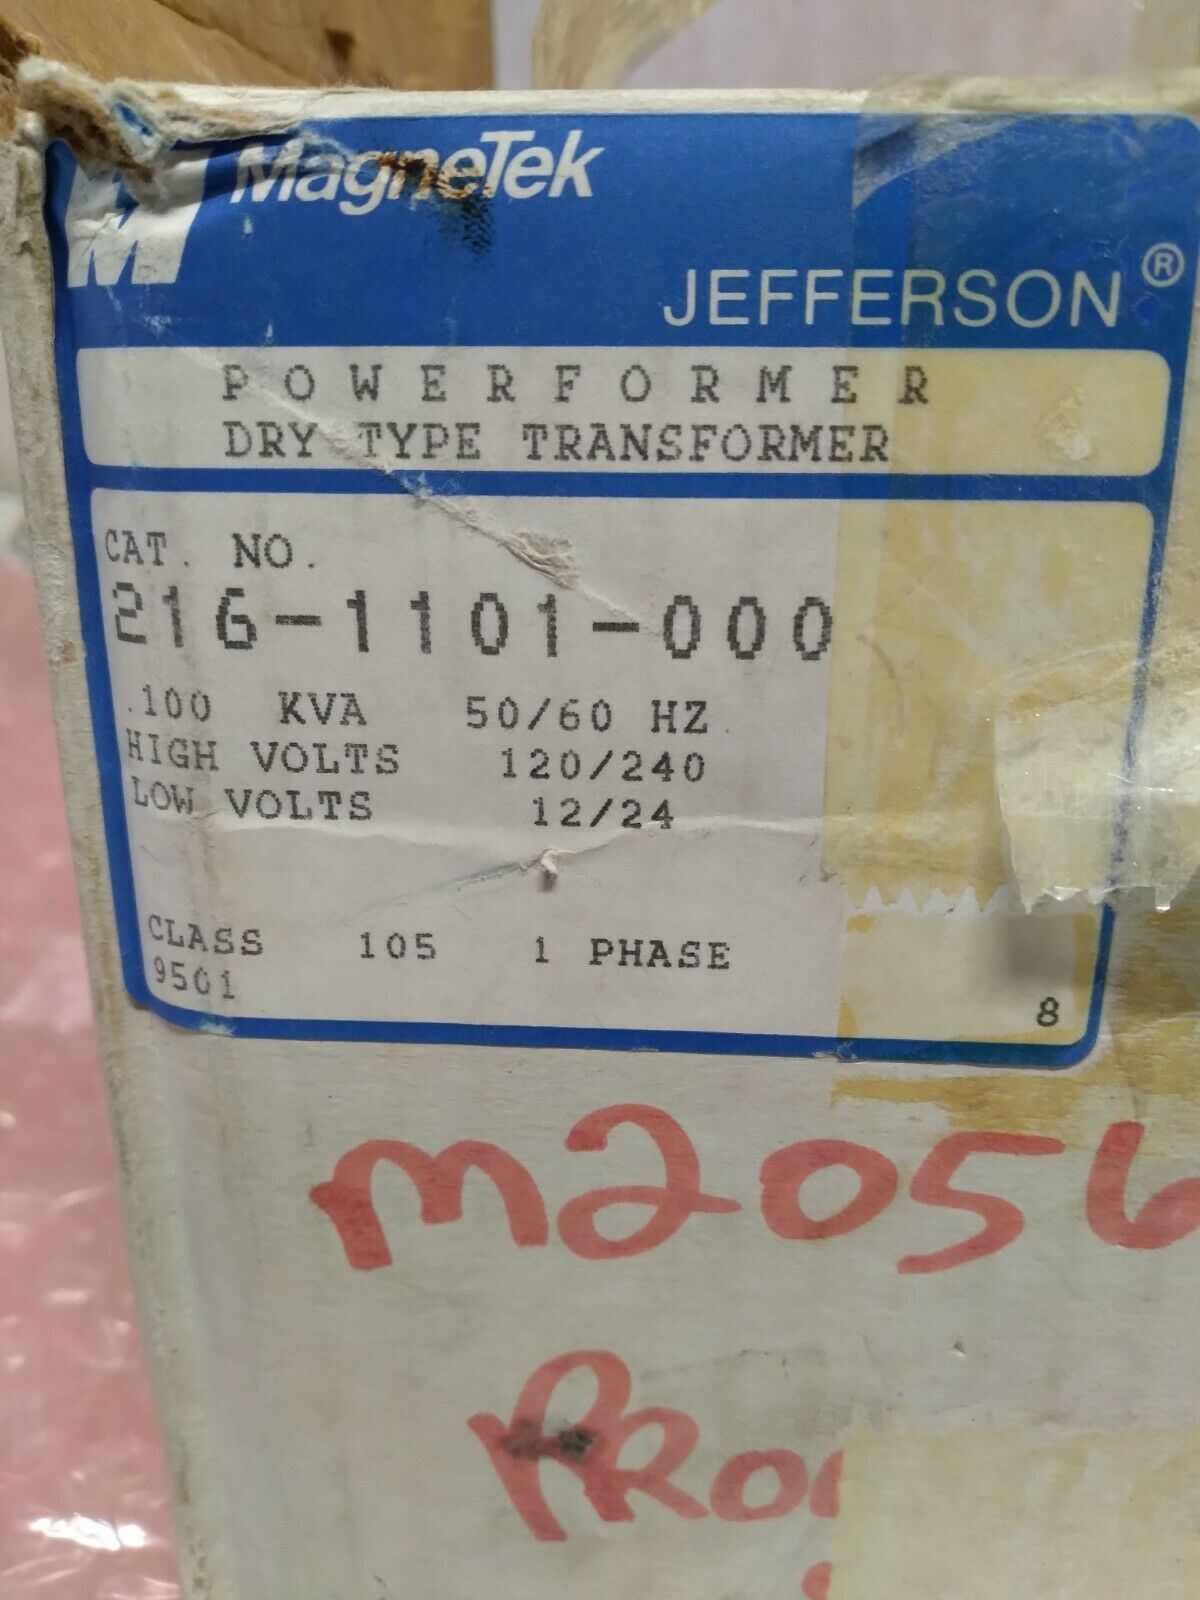 MagneTek
JEFFERSON®
POWERFORMER
DRY TYPE TRANSFORMER
CAT. NO.
216-1101-000
.100 KVA 50/60 HZ
HIGH VOLTS 120/240
LOW VOLTS 12/24
CLASS 105 1 PHASE
9501
8
m2056